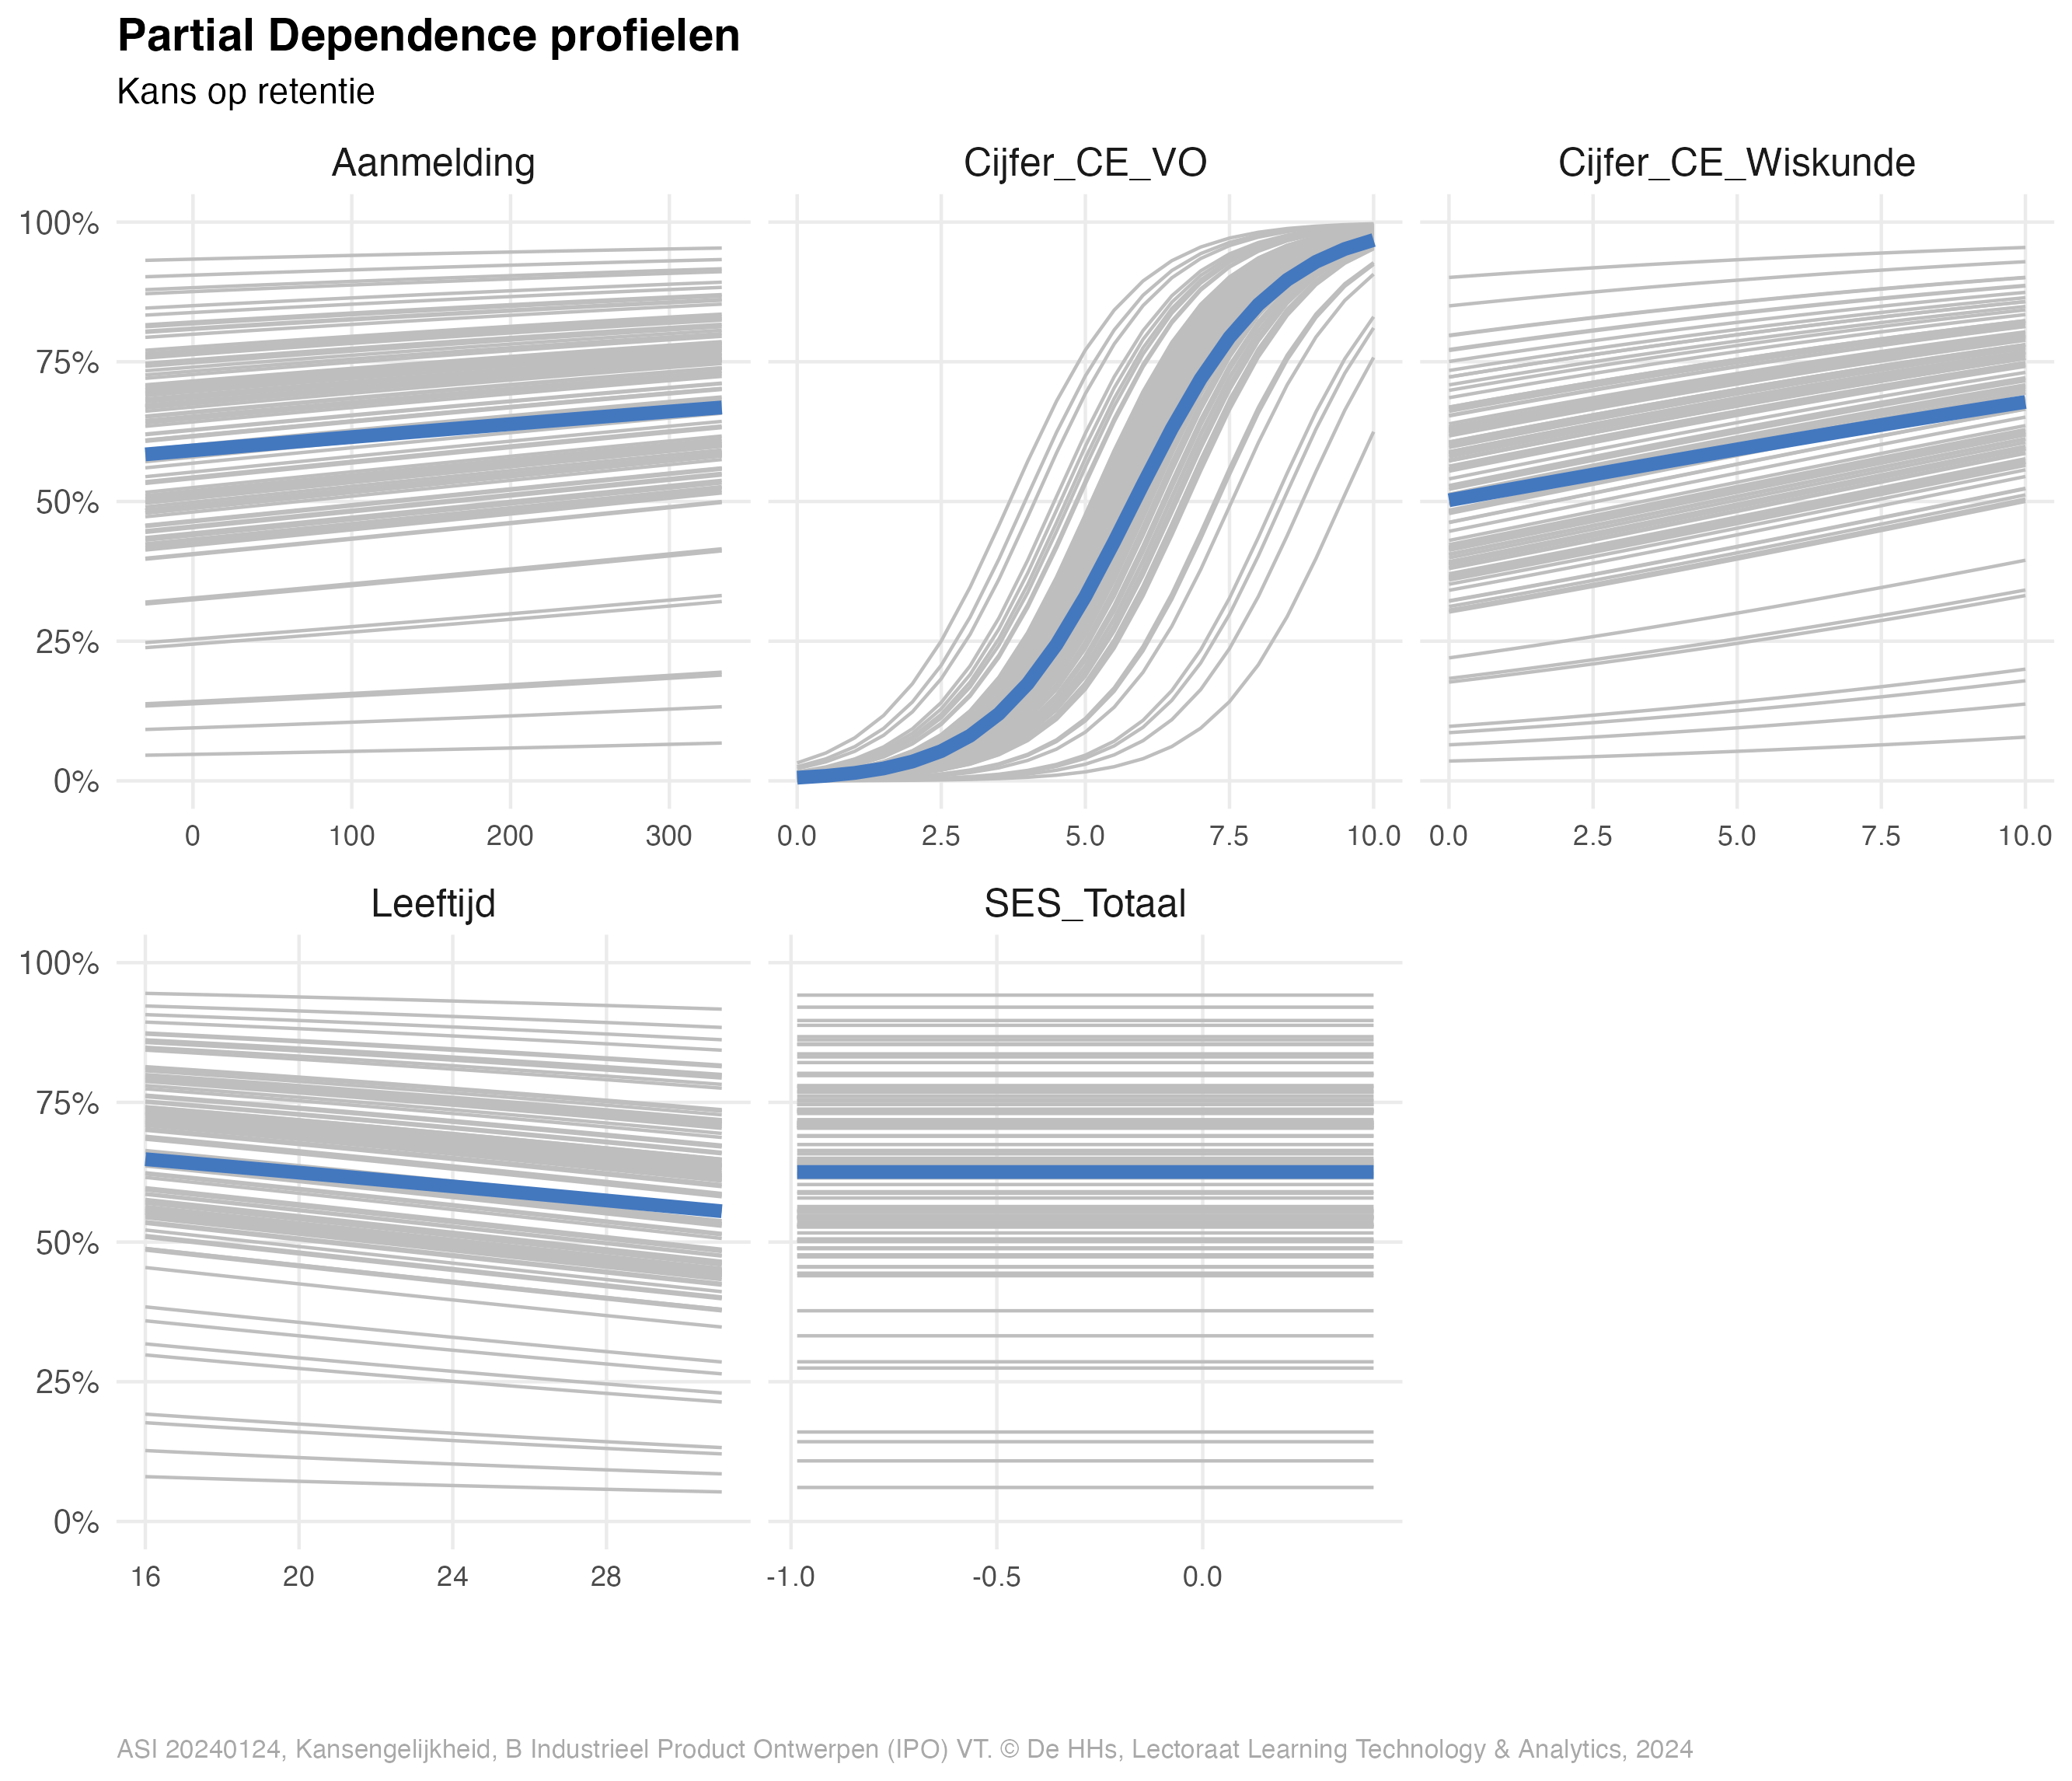 Partial Dependence profielen
Kans op retentie
Aanmelding
Cijfer_CE_VO
Cijfer_CE_Wiskunde
100%
75%
50%
25%
0%
0 100 200 300
0.0 2.5 5.0 7.5 10.0
0.0 2.5 5.0 7.5 10.0
Leeftijd
SES_Totaal
100%
75%
50%
25%
0%
16 20 24 28
-1.0 -0.5 0.0
ASI 20240124, Kansengelijkheid, B Industrieel Product Ontwerpen (IPO) VT. © De HHs, Lectoraat Learning Technology & Analytics, 2024